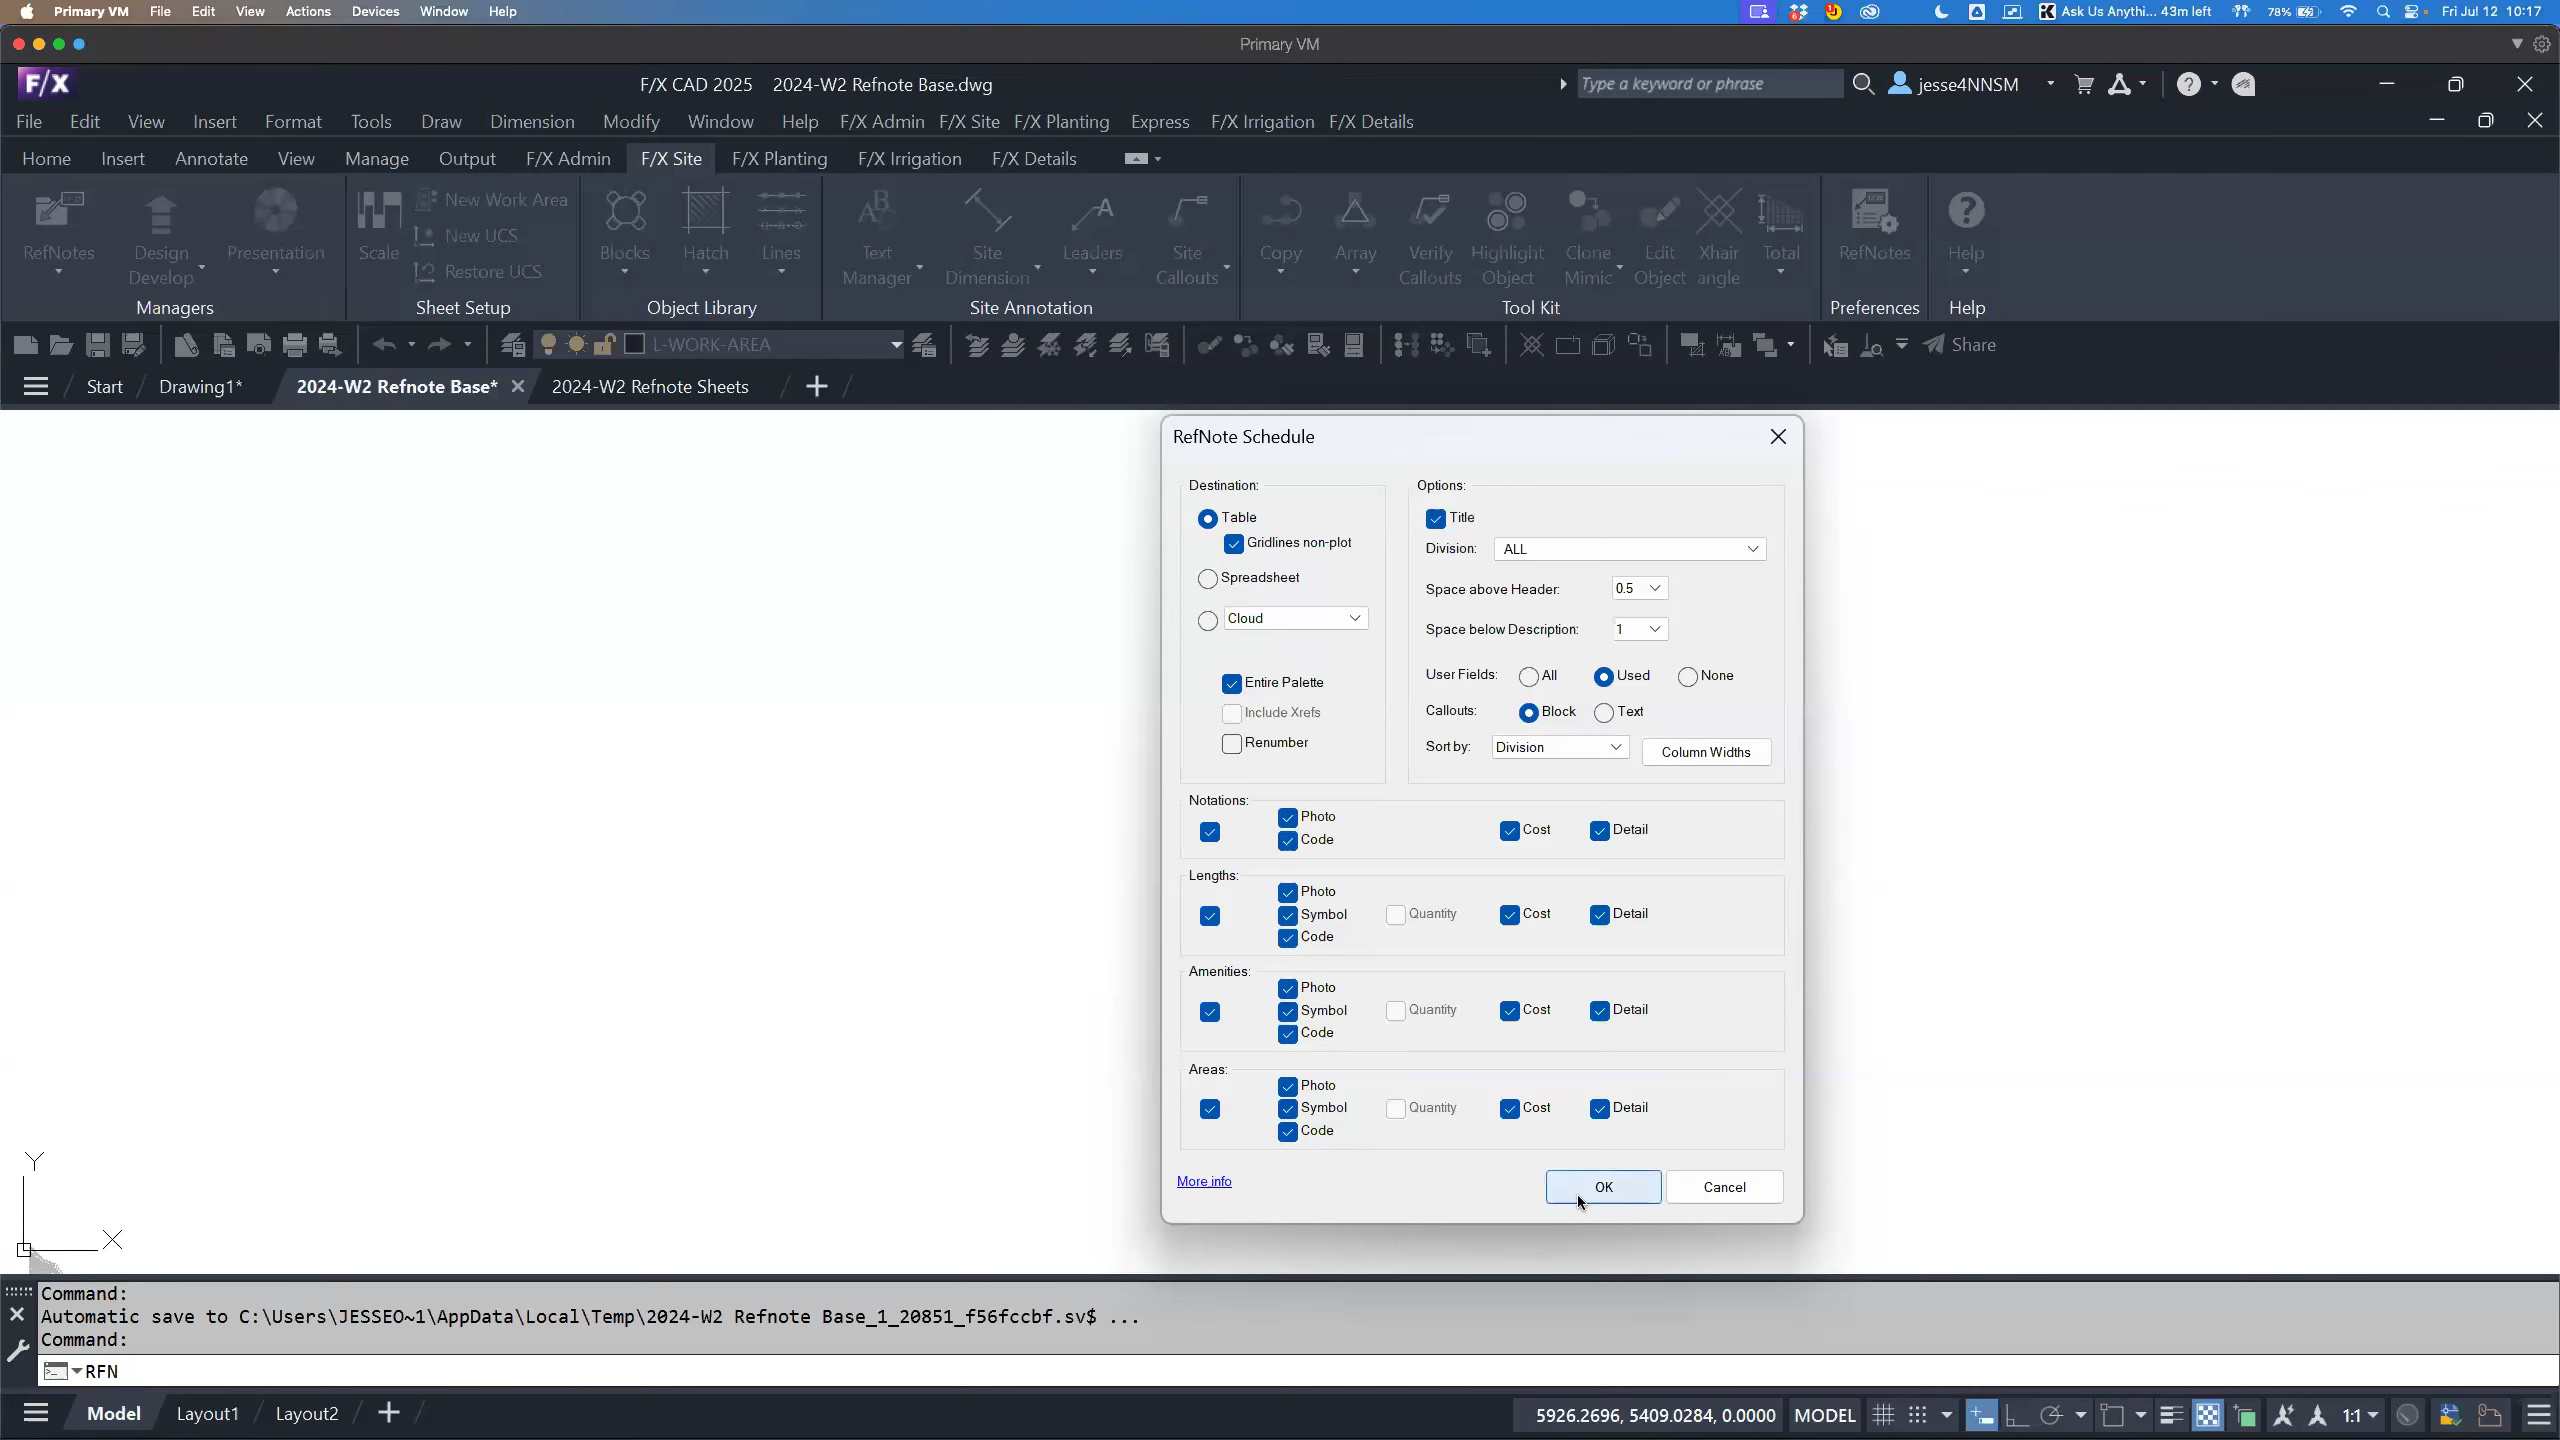 Primary VM File Edit View Actions Devices Window Help Ask Us Anythi... 43m left 78% Fri Jul 12 10:17
Primary VM
F/X F/X CAD 2025 2024-W2 Refnote Base.dwg Type a keyword or phrase jesse4NNSM
File Edit View Insert Format Tools Draw Dimension Modify Window Help F/X Admin F/X Site F/X Planting Express F/X Irrigation F/X Details
Home Insert Annotate View Manage Output F/X Admin F/X Site F/X Planting F/X Irrigation F/X Details
RefNotes
Design
Develop
Presentation
Managers
Scale
New Work Area
New UCS
Restore UCS
Sheet Setup
Blocks
Hatch
Lines
Object Library
Text
Manager
Site
Dimension
Leaders
Site
Callouts
Site Annotation
Copy
Array
Verify
Callouts
Highlight
Object
Clone
Mimic
Edit
Object
Xhair
angle
Total
Tool Kit
RefNotes
Preferences
Help
Help
L-WORK-AREA Share
Start Drawing1* 2024-W2 Refnote Base* 2024-W2 Refnote Sheets
RefNote Schedule
Destination:
Table
Gridlines non-plot
Spreadsheet
Cloud
Entire Palette
Include Xrefs
Renumber
Options:
Title
Division: ALL
Space above Header: 0.5
Space below Description: 1
User Fields: All Used None
Callouts: Block Text
Sort by: Division Column Widths
Notations:
Photo
Code
Cost Detail
Lengths:
Photo
Symbol
Code
Quantity Cost Detail
Amenities:
Photo
Symbol
Code
Quantity Cost Detail
Areas:
Photo
Symbol
Code
Quantity Cost Detail
More info OK Cancel
Y
X
Command:
Automatic save to C:\Users\JESSEO~1\AppData\Local\Temp\2024-W2 Refnote Base_1_20851_f56fccbf.sv$ ...
Command:
RFN
Model Layout1 Layout2 5926.2696, 5409.0284, 0.0000 MODEL 1:1